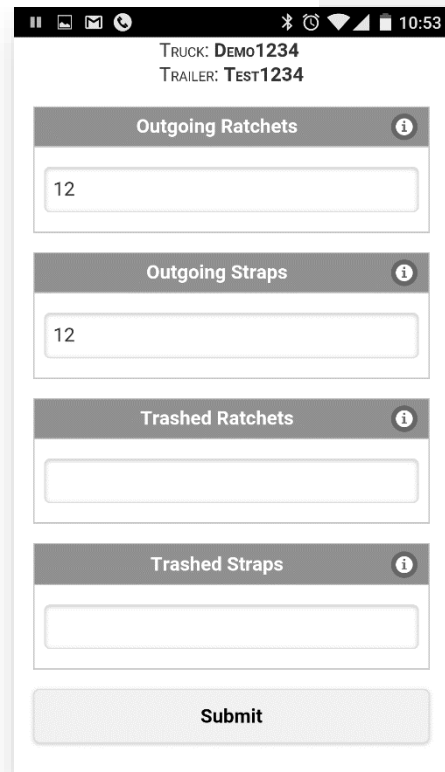 10:53
Truck: Demo1234
Trailer: Test1234
Outgoing Ratchets
12
Outgoing Straps
12
Trashed Ratchets
Trashed Straps
Submit